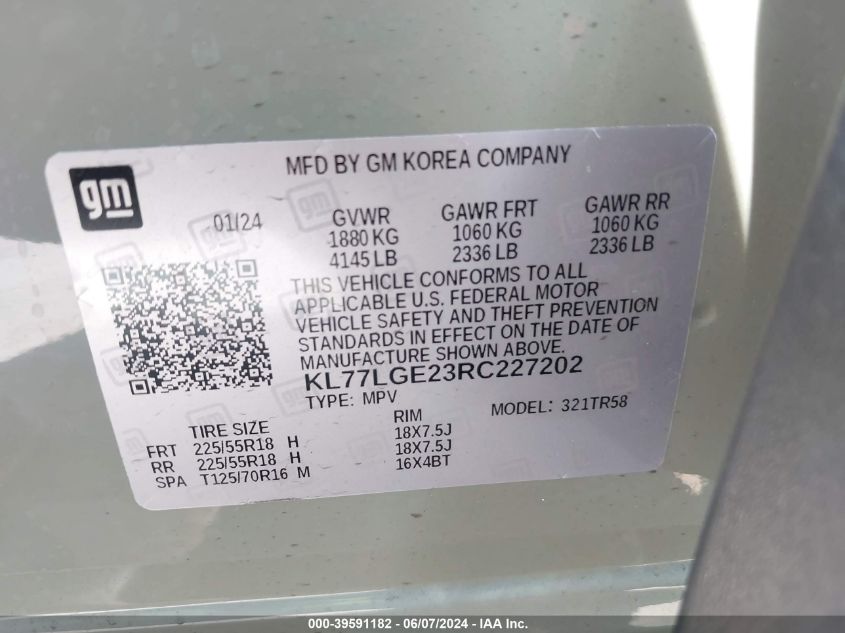 MFD BY GM KOREA COMPANY
gm
01/24
GVWR GAWR FRT GAWR RR
1880 KG 1060 KG 1060 KG
4145 LB 2336 LB 2336 LB
THIS VEHICLE CONFORMS TO ALL
APPLICABLE U.S. FEDERAL MOTOR
VEHICLE SAFETY AND THEFT PREVENTION
STANDARDS IN EFFECT ON THE DATE OF
MANUFACTURE SHOWN ABOVE.
KL77LGE23RC227202
TYPE: MPV MODEL: 321TR58
TIRE SIZE RIM
FRT 225/55R18 H 18X7.5J
RR 225/55R18 H 18X7.5J
SPA T125/70R16 M 16X4BT
000-39591182 - 06/07/2024 - IAA Inc.